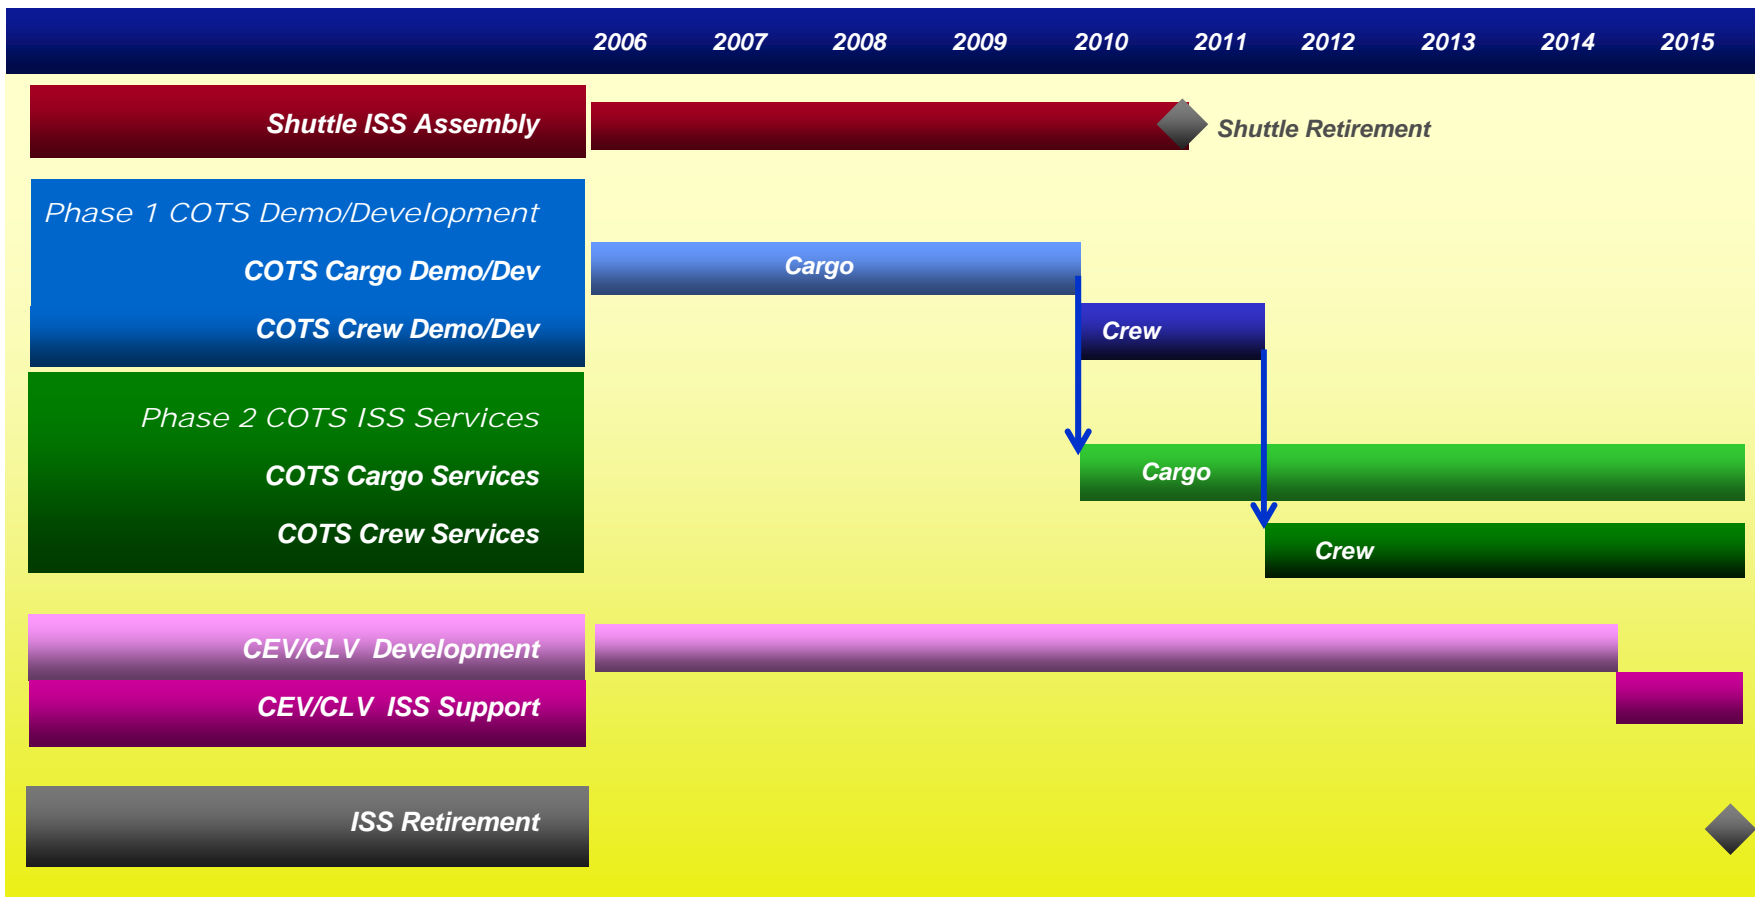 2006 2007 2008 2009 2010 2011 2012 2013 2014 2015
Shuttle ISS Assembly
Shuttle Retirement
Phase 1 COTS Demo/Development
COTS Cargo Demo/Dev
Cargo
COTS Crew Demo/Dev
Crew
Phase 2 COTS ISS Services
COTS Cargo Services
Cargo
COTS Crew Services
Crew
CEV/CLV Development
CEV/CLV ISS Support
ISS Retirement